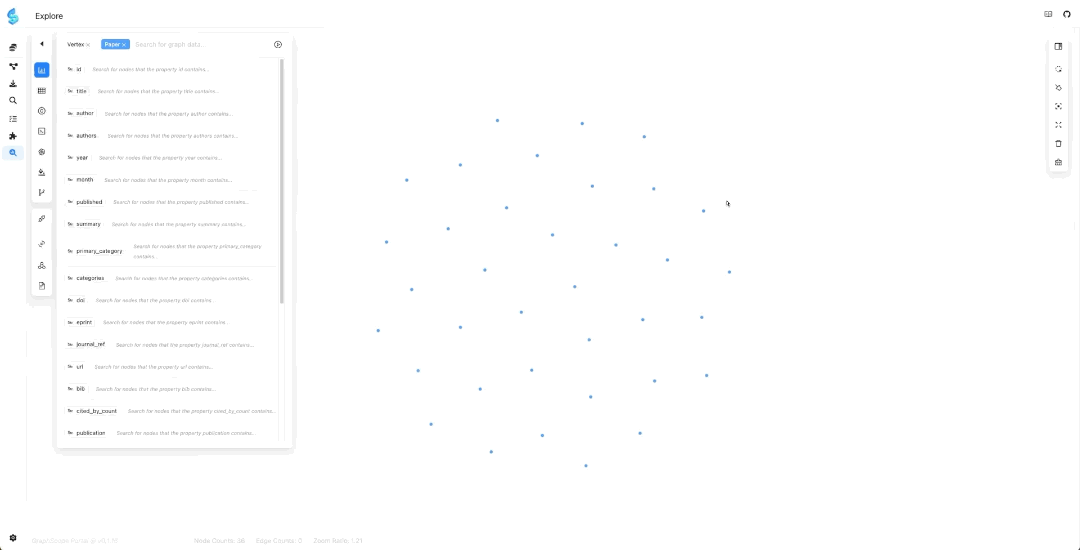 Explore
Vertex Paper Search for graph data...
id Search for nodes that the property id contains...
title Search for nodes that the property title contains...
author Search for nodes that the property author contains...
authors Search for nodes that the property authors contains...
year Search for nodes that the property year contains...
month Search for nodes that the property month contains...
published Search for nodes that the property published contains...
summary Search for nodes that the property summary contains...
primary_category Search for nodes that the property primary_category
contains...
categories Search for nodes that the property categories contains...
doi Search for nodes that the property doi contains...
eprint Search for nodes that the property eprint contains...
journal_ref Search for nodes that the property journal_ref contains...
url Search for nodes that the property url contains...
bib Search for nodes that the property bib contains...
cited_by_count Search for nodes that the property cited_by_count contains...
publication Search for nodes that the property publication contains...
Node Counts: Edge Counts: 0 Zoom Ratio: 1.21